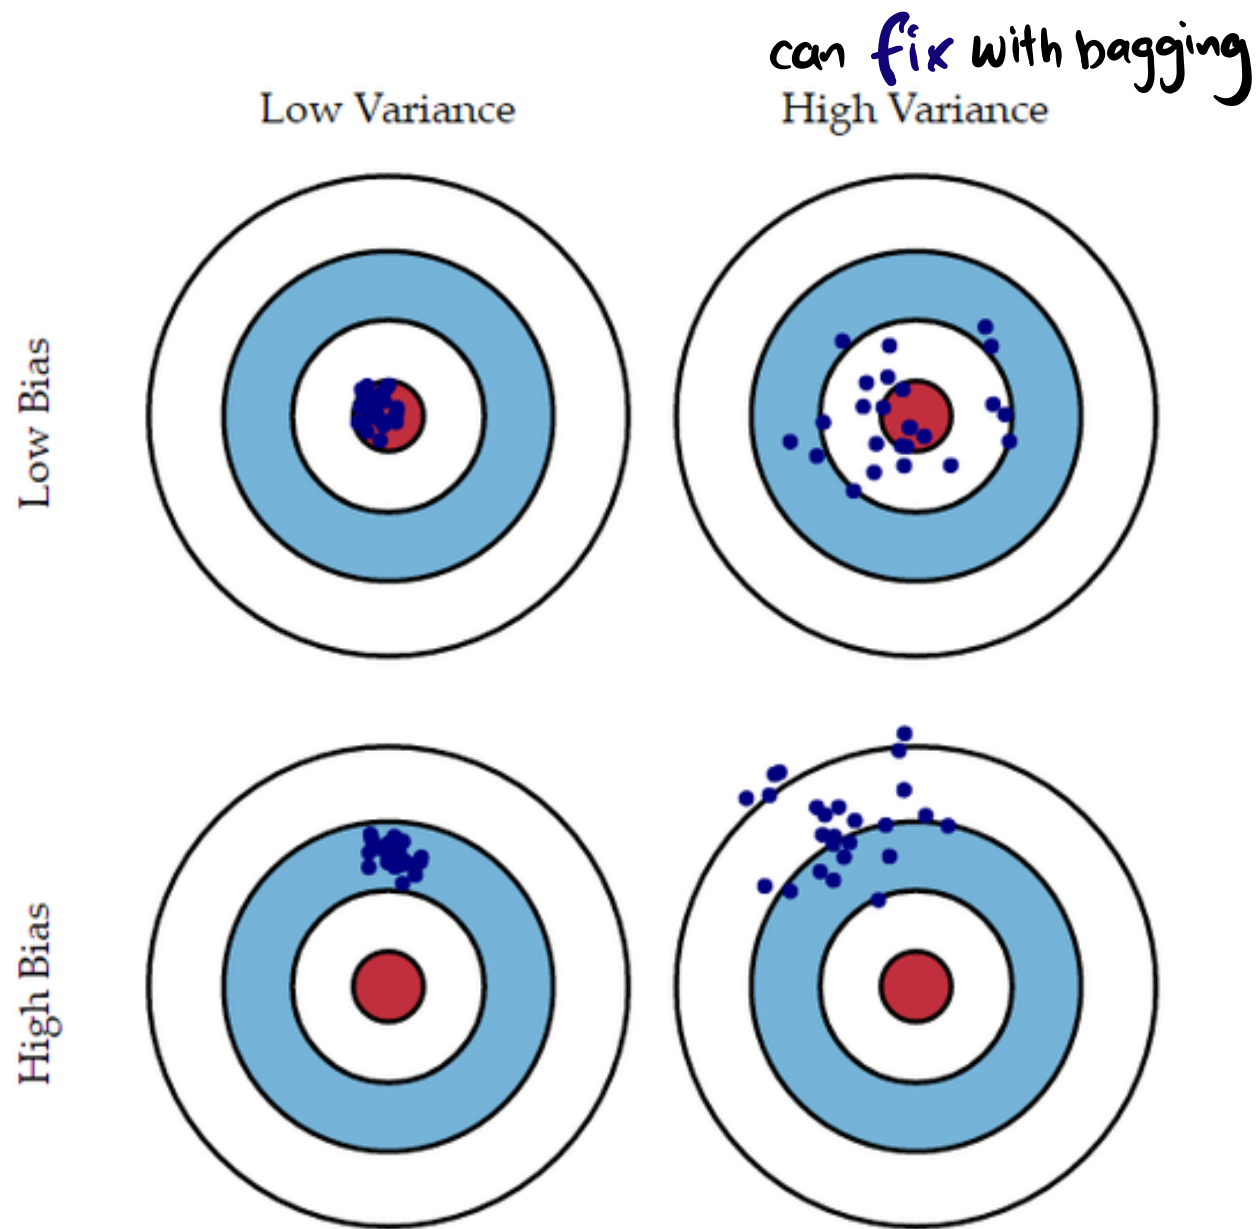 can fix with bagging
Low Variance
High Variance
Low Bias
High Bias